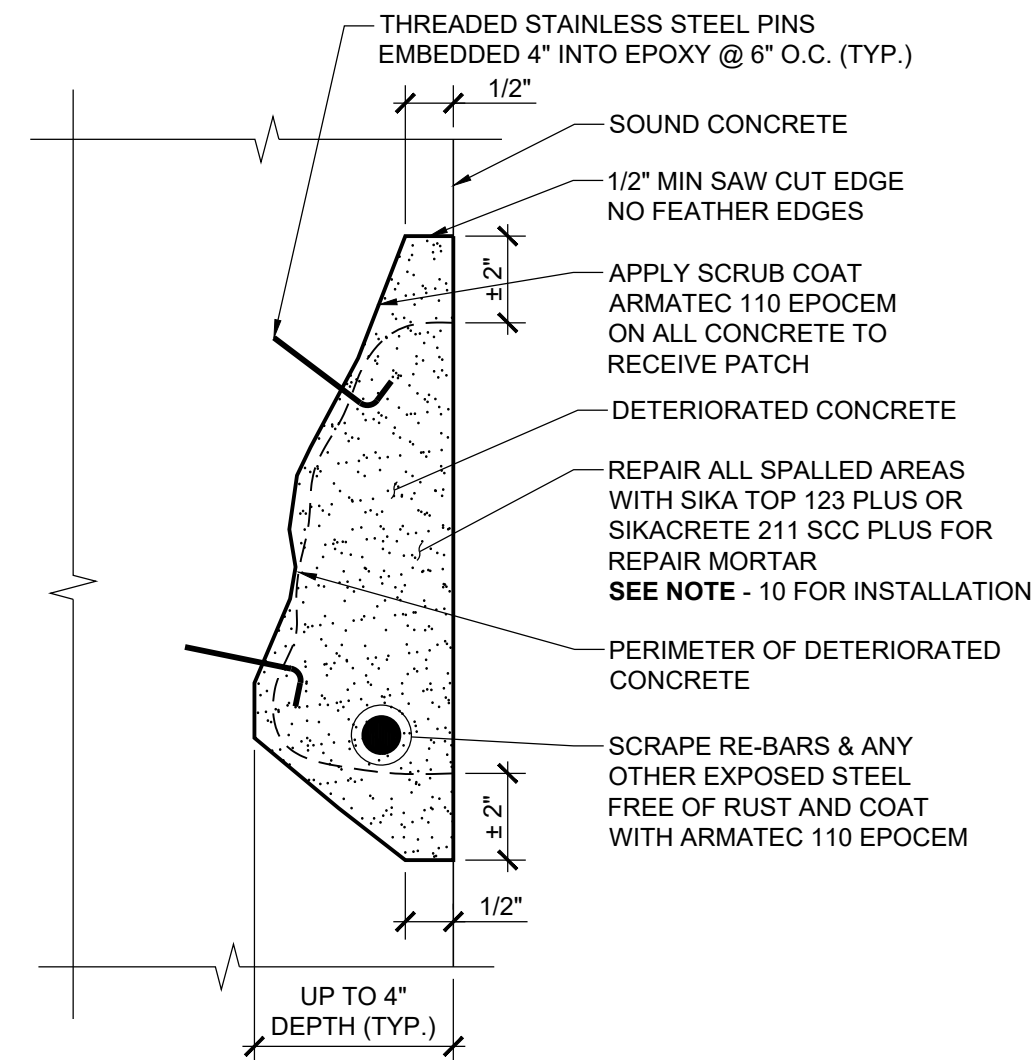 THREADED STAINLESS STEEL PINS
EMBEDDED 4" INTO EPOXY @ 6" O.C. (TYP.)
1/2"
SOUND CONCRETE
1/2" MIN SAW CUT EDGE
NO FEATHER EDGES
± 2"
APPLY SCRUB COAT
ARMATEC 110 EPOCEM
ON ALL CONCRETE TO
RECEIVE PATCH
DETERIORATED CONCRETE
REPAIR ALL SPALLED AREAS
WITH SIKA TOP 123 PLUS OR
SIKACRETE 211 SCC PLUS FOR
REPAIR MORTAR
SEE NOTE - 10 FOR INSTALLATION
PERIMETER OF DETERIORATED
CONCRETE
SCRAPE RE-BARS & ANY
OTHER EXPOSED STEEL
FREE OF RUST AND COAT
WITH ARMATEC 110 EPOCEM
± 2"
1/2"
UP TO 4"
DEPTH (TYP.)